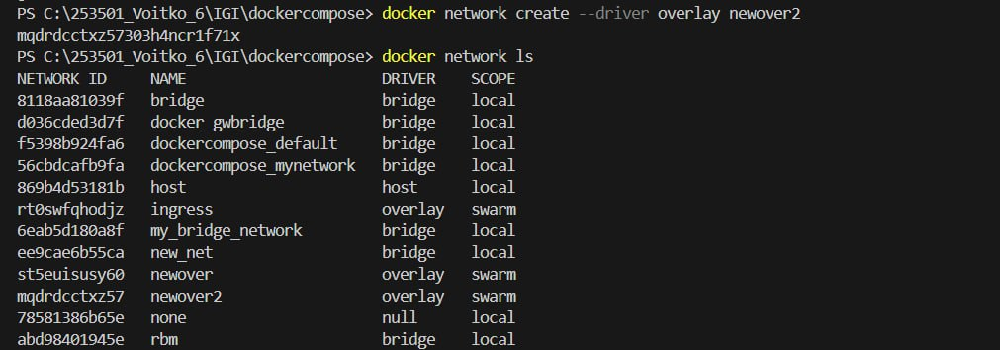 PS C:\253501_Voitko_6\IGI\dockercompose> docker network create --driver overlay newover2
mqdrdcctxz57303h4ncr1f71x
PS C:\253501_Voitko_6\IGI\dockercompose> docker network ls
NETWORK ID     NAME                      DRIVER    SCOPE
8118aa81039f   bridge                    bridge    local
d036cded3d7f   docker_gwbridge           bridge    local
f5398b924fa6   dockercompose_default     bridge    local
56cbdcafb9fa   dockercompose_mynetwork   bridge    local
869b4d53181b   host                      host      local
rt0swfqhodjz   ingress                   overlay   swarm
6eab5d180a8f   my_bridge_network         bridge    local
ee9cae6b55ca   new_net                   bridge    local
st5euisusy60   newover                   overlay   swarm
mqdrdcctxz57   newover2                  overlay   swarm
78581386b65e   none                      null      local
abd98401945e   rbm                       bridge    local